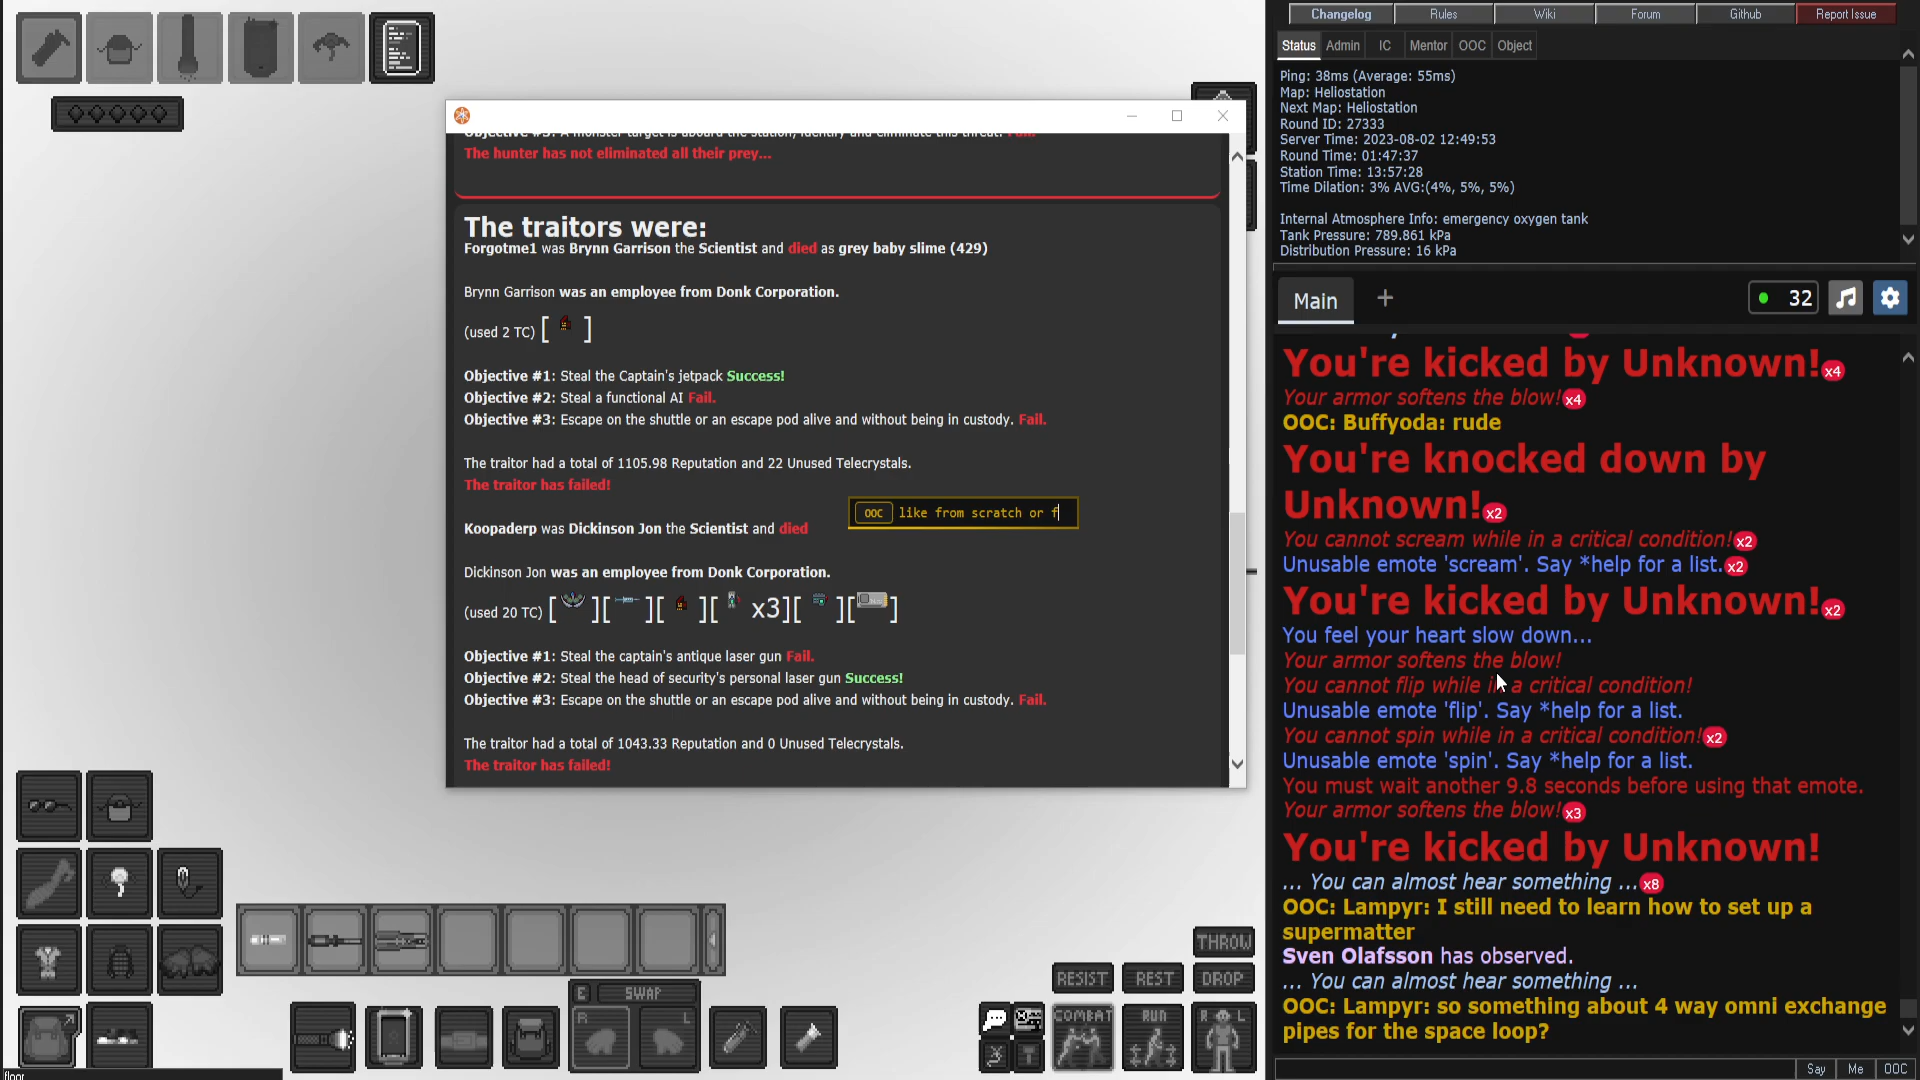 Changelog
Rules
Wiki
Forum
Github
Report Issue
Status
Admin
IC
Mentor
OOC
Object
Ping: 38ms (Average: 55ms)
Map: Heliostation
Next Map: Heliostation
Round ID: 27333
Server Time: 2023-08-02 12:49:53
Round Time: 01:47:37
Station Time: 13:57:28
Time Dilation: 3% AVG:(4%, 5%, 5%)
Internal Atmosphere Info: emergency oxygen tank
Tank Pressure: 789.861 kPa
Distribution Pressure: 16 kPa
Objective #3: A monster target is aboard the station, identify and eliminate this threat. Fail.
The hunter has not eliminated all their prey...
The traitors were:
Forgotme1 was Brynn Garrison the Scientist and died as grey baby slime (429)
Brynn Garrison was an employee from Donk Corporation.
(used 2 TC) [ ]
Objective #1: Steal the Captain's jetpack Success!
Objective #2: Steal a functional AI Fail.
Objective #3: Escape on the shuttle or an escape pod alive and without being in custody. Fail.
The traitor had a total of 1105.98 Reputation and 22 Unused Telecrystals.
The traitor has failed!
OOC like from scratch or f
Koopaderp was Dickinson Jon the Scientist and died
Dickinson Jon was an employee from Donk Corporation.
(used 20 TC) [ ][ ][ ][ x3][ ][ ]
Objective #1: Steal the captain's antique laser gun Fail.
Objective #2: Steal the head of security's personal laser gun Success!
Objective #3: Escape on the shuttle or an escape pod alive and without being in custody. Fail.
The traitor had a total of 1043.33 Reputation and 0 Unused Telecrystals.
The traitor has failed!
Main
+
32
You're kicked by Unknown! x4
Your armor softens the blow! x4
OOC: Buffyoda: rude
You're knocked down by
Unknown! x2
You cannot scream while in a critical condition! x2
Unusable emote 'scream'. Say *help for a list. x2
You're kicked by Unknown! x2
You feel your heart slow down...
Your armor softens the blow!
You cannot flip while in a critical condition!
Unusable emote 'flip'. Say *help for a list.
You cannot spin while in a critical condition! x2
Unusable emote 'spin'. Say *help for a list.
You must wait another 9.8 seconds before using that emote.
Your armor softens the blow! x3
You're kicked by Unknown!
... You can almost hear something ... x8
OOC: Lampyr: I still need to learn how to set up a
supermatter
Sven Olafsson has observed.
... You can almost hear something ...
OOC: Lampyr: so something about 4 way omni exchange
pipes for the space loop?
Say
Me
OOC
THROW
RESIST
REST
DROP
E
SWAP
R
L
COMBAT
RUN
R
L
floor